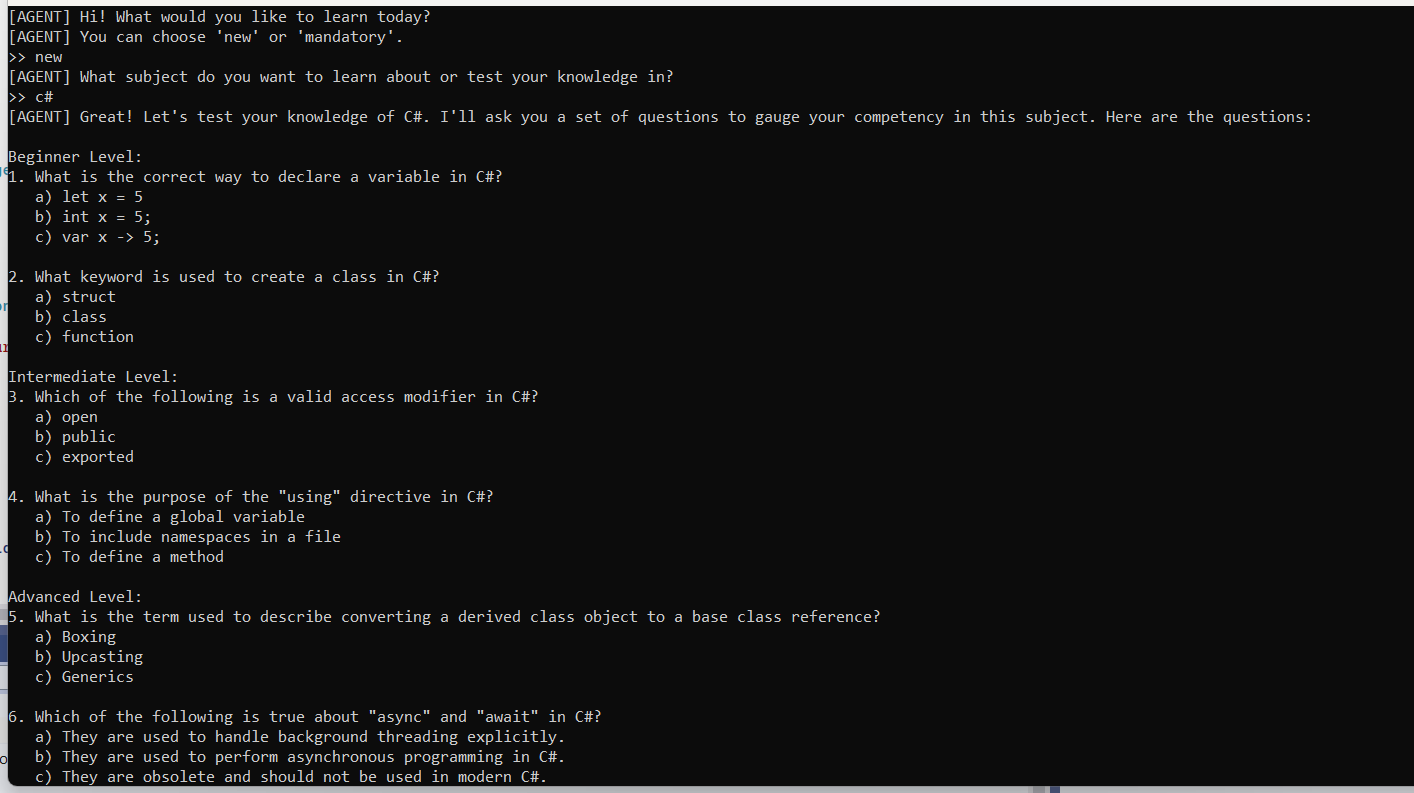 [AGENT] Hi! What would you like to learn today?
[AGENT] You can choose 'new' or 'mandatory'.
>> new
[AGENT] What subject do you want to learn about or test your knowledge in?
>> c#
[AGENT] Great! Let's test your knowledge of C#. I'll ask you a set of questions to gauge your competency in this subject. Here are the questions:
Beginner Level:
1. What is the correct way to declare a variable in C#?
a) let x = 5
b) int x = 5;
c) var x -> 5;
2. What keyword is used to create a class in C#?
a) struct
b) class
c) function
Intermediate Level:
3. Which of the following is a valid access modifier in C#?
a) open
b) public
c) exported
4. What is the purpose of the "using" directive in C#?
a) To define a global variable
b) To include namespaces in a file
c) To define a method
Advanced Level:
5. What is the term used to describe converting a derived class object to a base class reference?
a) Boxing
b) Upcasting
c) Generics
6. Which of the following is true about "async" and "await" in C#?
a) They are used to handle background threading explicitly.
b) They are used to perform asynchronous programming in C#.
c) They are obsolete and should not be used in modern C#.